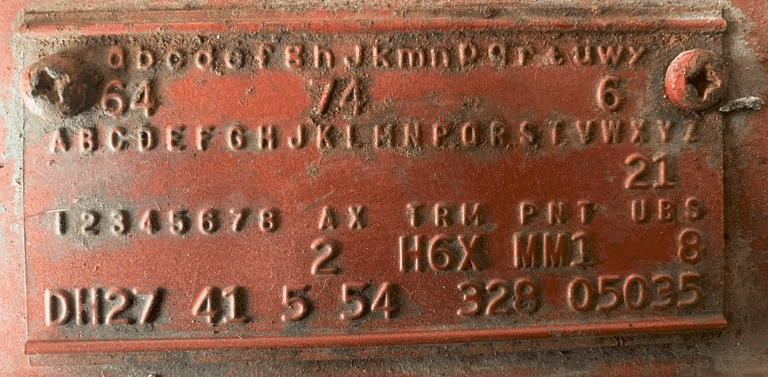 abcdefghJkmnpqrtuwy
64 74 6
ABCDEFGHJKLMNPQRSTVWXYZ
21
12345678 AX TRM PNT UBS
2 H6X MM1 8
DH27 41 5 54 328 05035